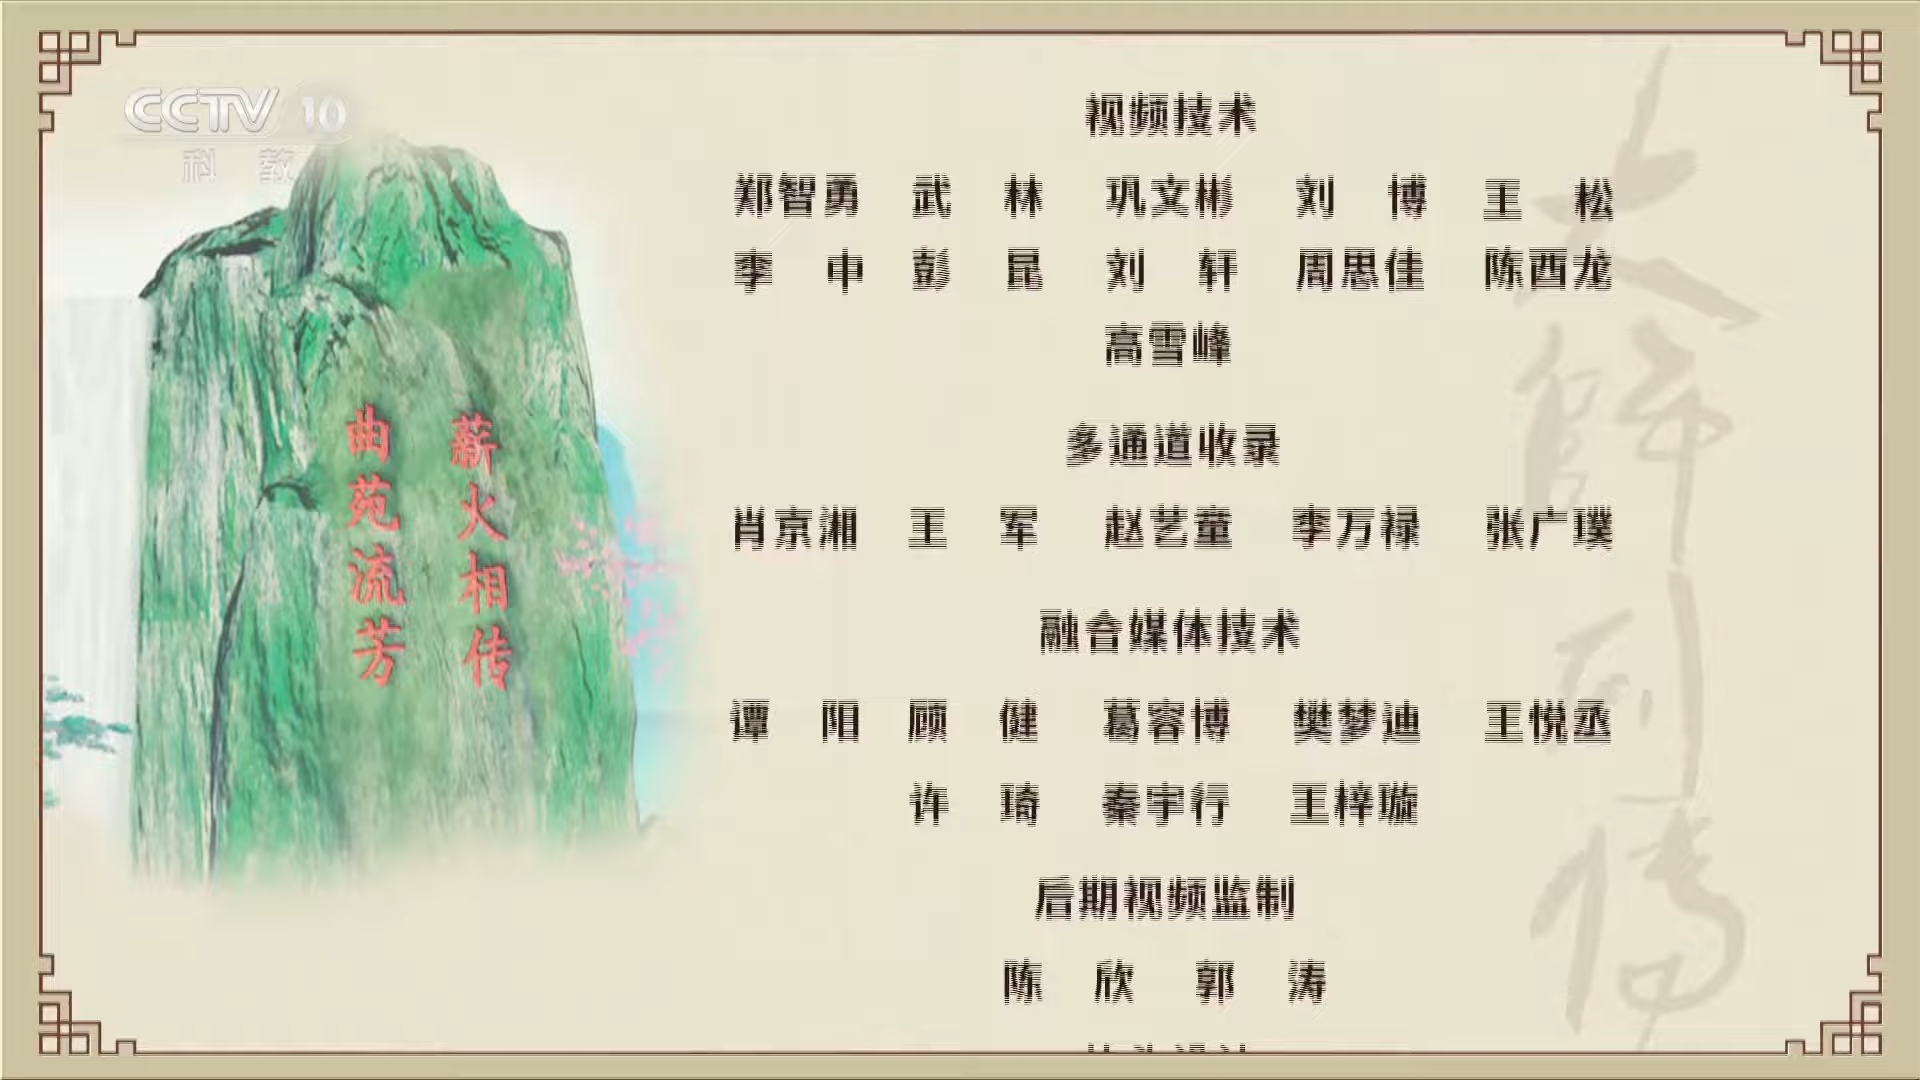 CCTV 10
科 教
薪火相传
曲苑流芳
视频技术
郑智勇 武 林 巩文彬 刘 博 王 松
李 中 彭 昆 刘 轩 周思佳 陈酉龙
高雪峰
多通道收录
肖京湘 王 军 赵艺童 李万禄 张广璞
融合媒体技术
谭 阳 顾 健 葛容博 樊梦迪 王悦丞
许 琦 秦宇行 王梓璇
后期视频监制
陈 欣 郭 涛